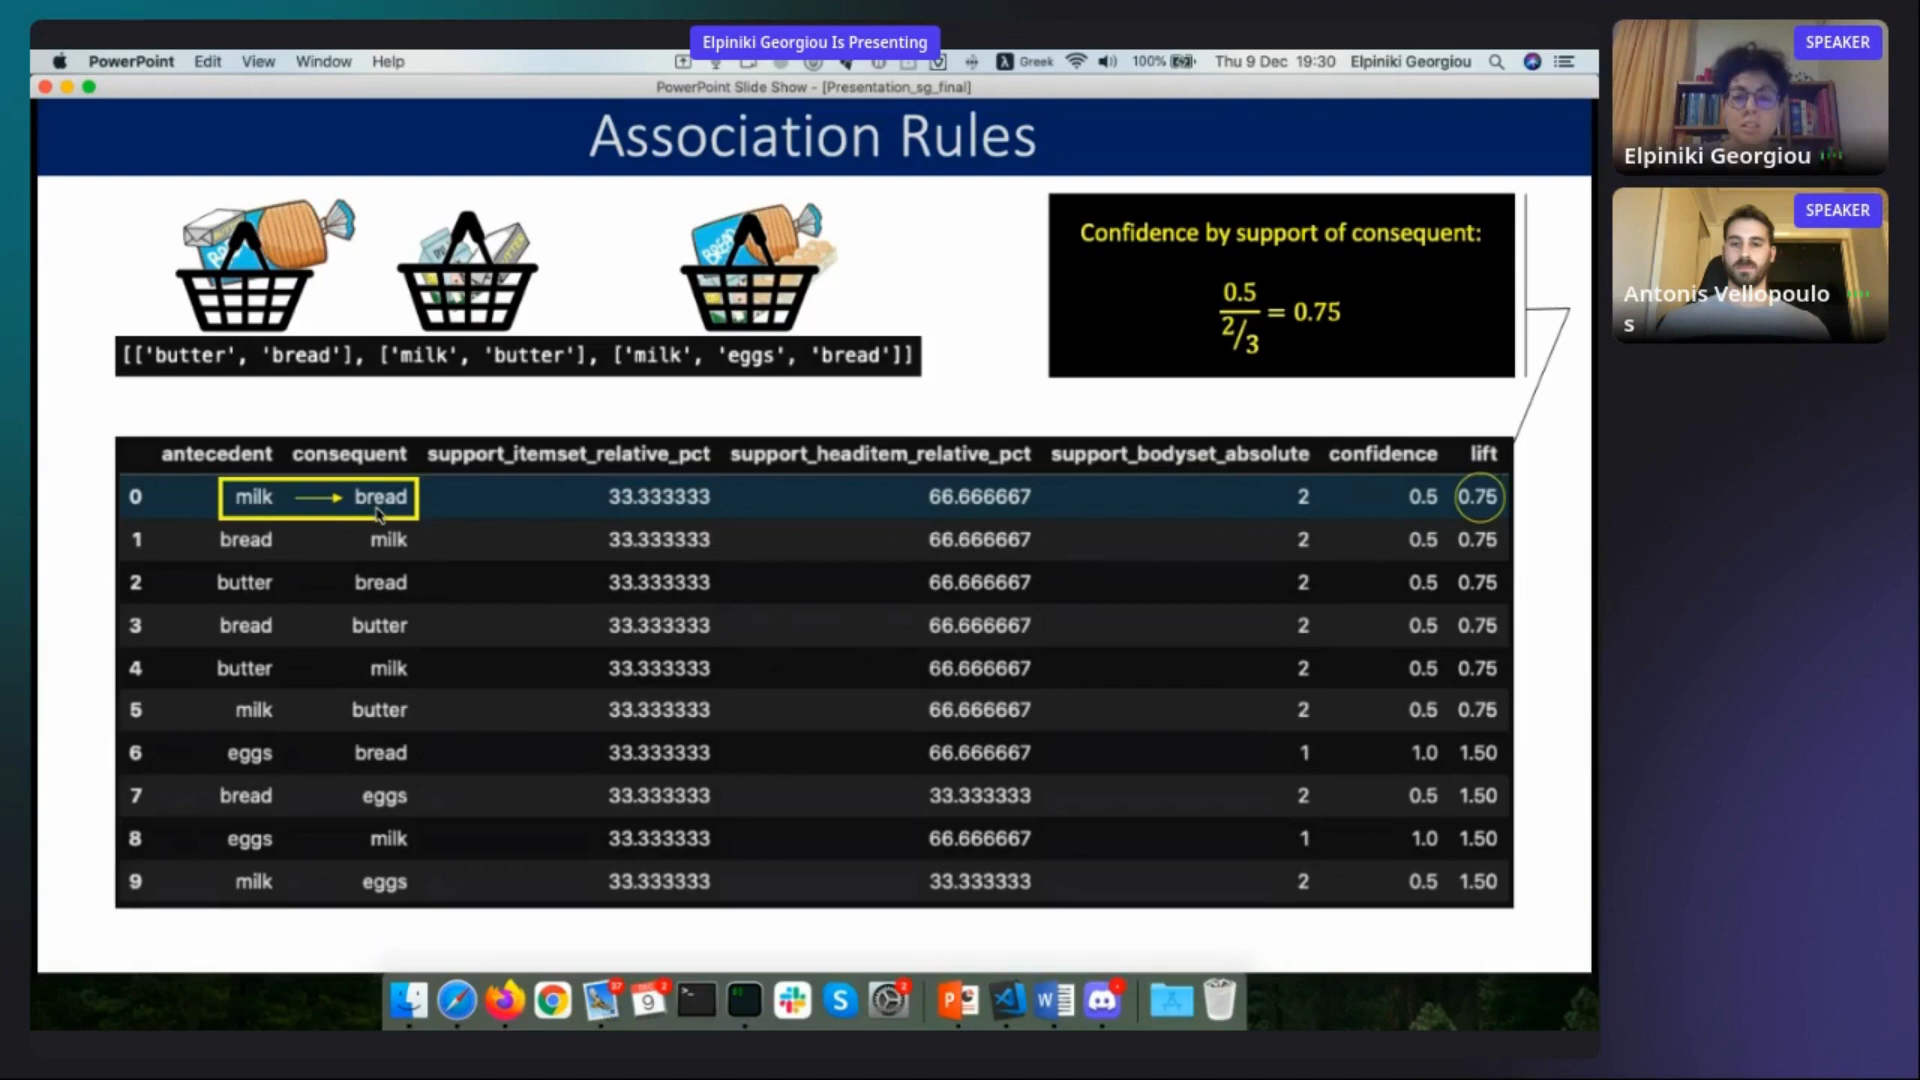 Elpiniki Georgiou Is Presenting
PowerPoint Edit View Window Help Greek 100% Thu 9 Dec 19:30 Elpiniki Georgiou
PowerPoint Slide Show - [Presentation_sg_final]
Association Rules
Confidence by support of consequent:
0.5
2/3
= 0.75
[['butter', 'bread'], ['milk', 'butter'], ['milk', 'eggs', 'bread']]
antecedent consequent support_itemset_relative_pct support_headitem_relative_pct support_bodyset_absolute confidence lift
0 milk bread 33.333333 66.666667 2 0.5 0.75
1 bread milk 33.333333 66.666667 2 0.5 0.75
2 butter bread 33.333333 66.666667 2 0.5 0.75
3 bread butter 33.333333 66.666667 2 0.5 0.75
4 butter milk 33.333333 66.666667 2 0.5 0.75
5 milk butter 33.333333 66.666667 2 0.5 0.75
6 eggs bread 33.333333 66.666667 1 1.0 1.50
7 bread eggs 33.333333 33.333333 2 0.5 1.50
8 eggs milk 33.333333 66.666667 1 1.0 1.50
9 milk eggs 33.333333 33.333333 2 0.5 1.50
SPEAKER
Elpiniki Georgiou
SPEAKER
Antonis Vellopoulo
s